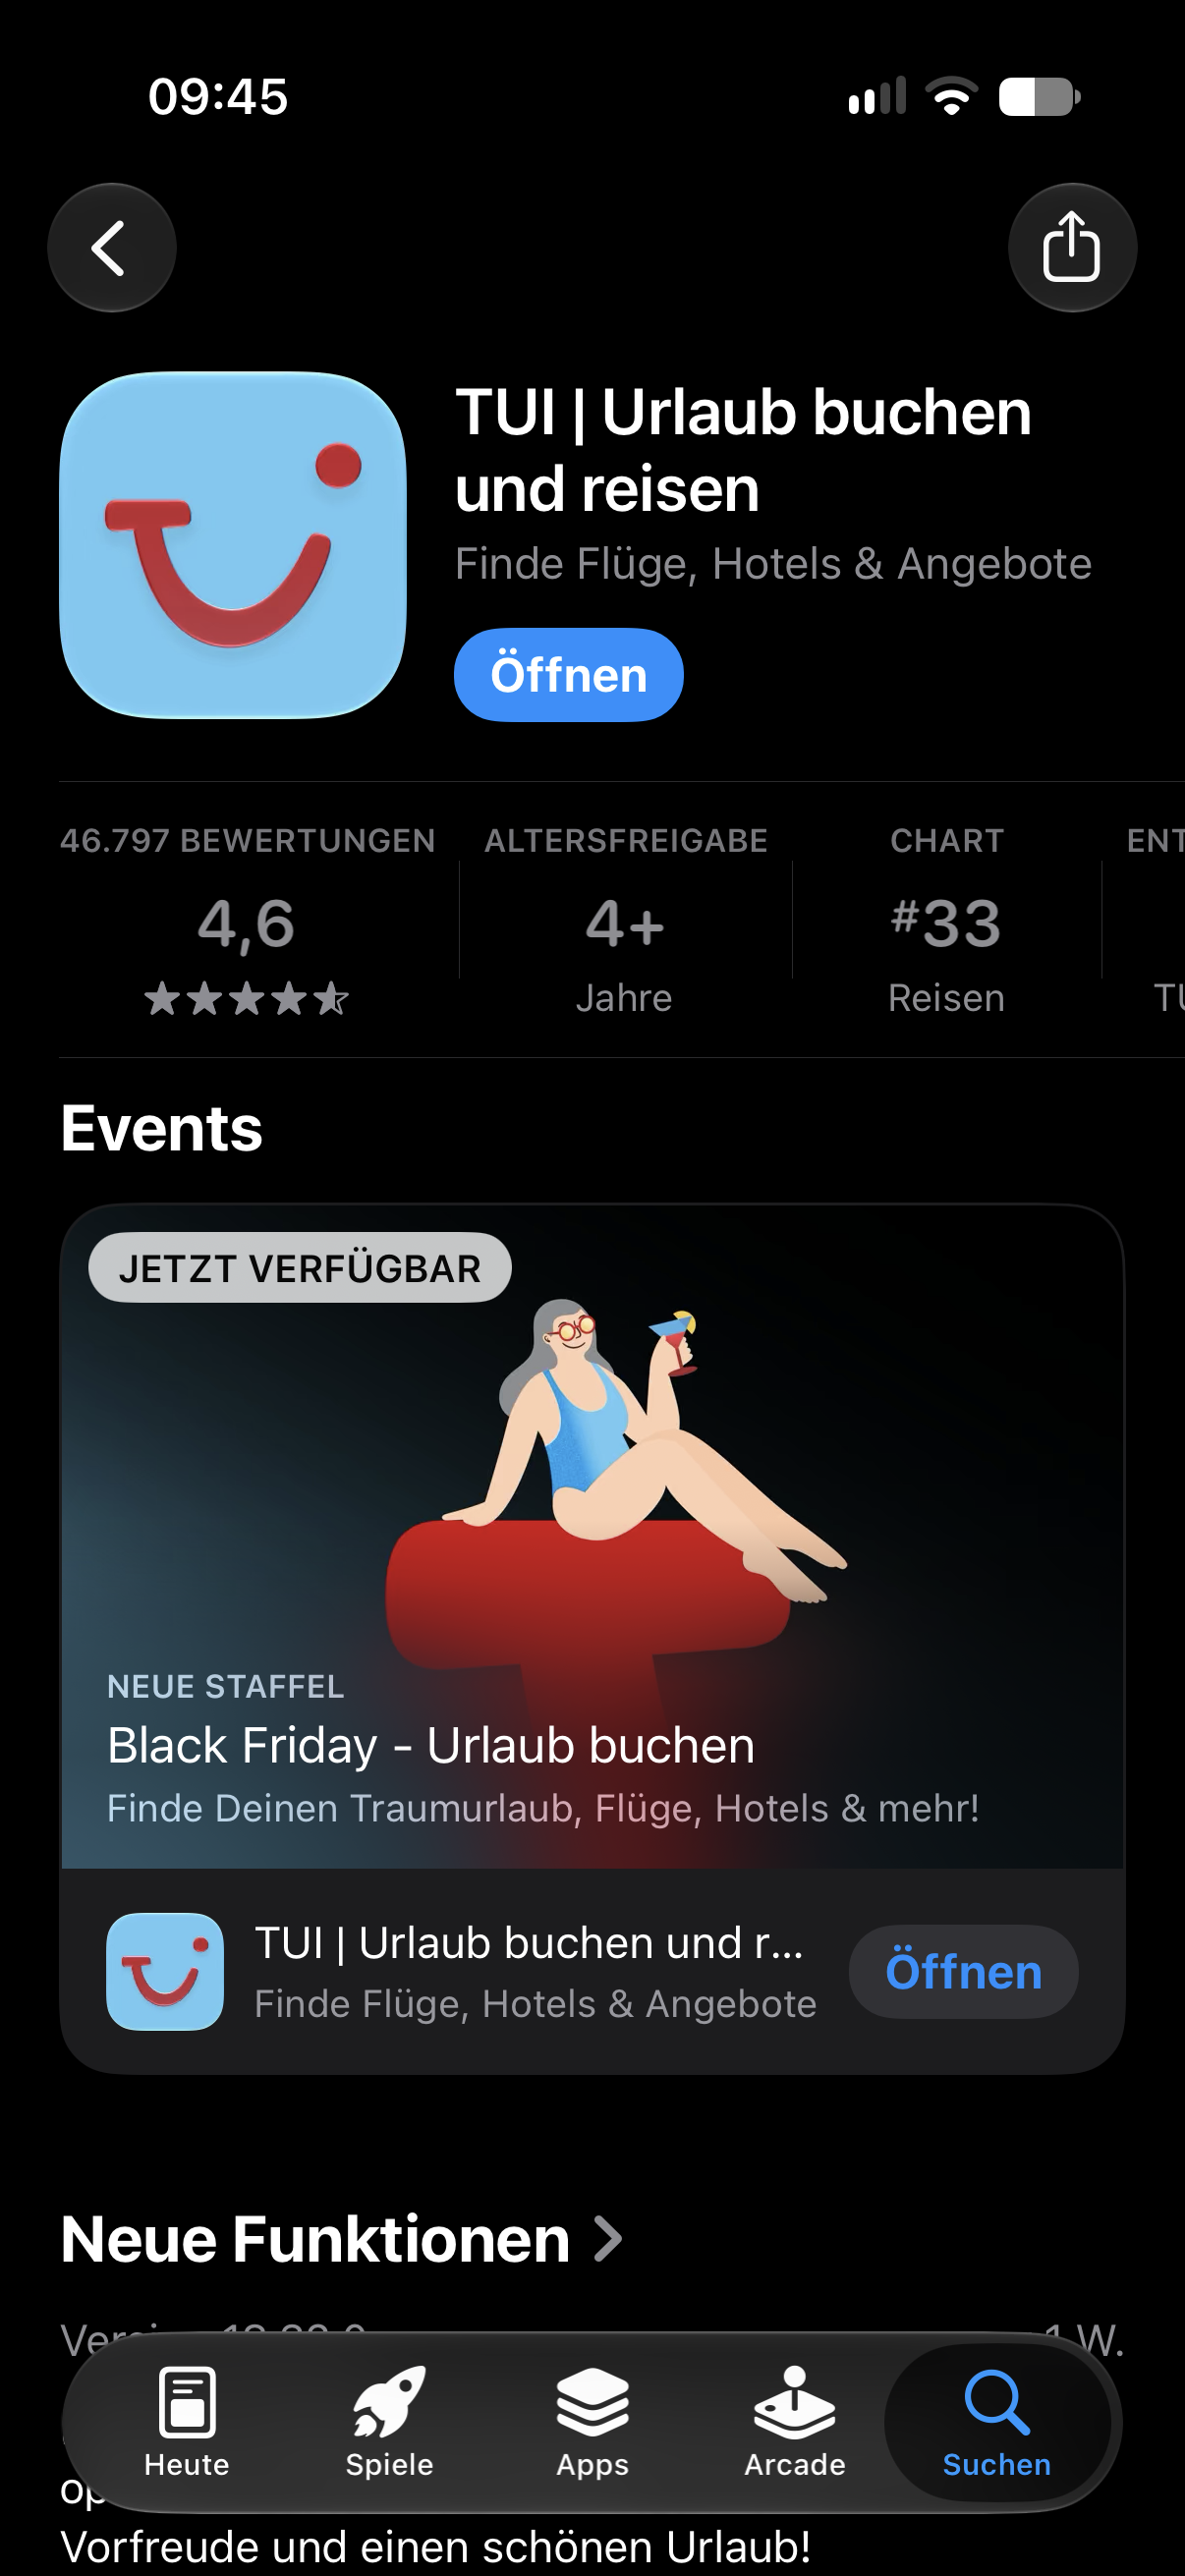 09:45
TUI | Urlaub buchen
und reisen
Finde Flüge, Hotels & Angebote
Öffnen
46.797 BEWERTUNGEN
4,6
ALTERSFREIGABE
4+
Jahre
CHART
#33
Reisen
ENT
TU
Events
JETZT VERFÜGBAR
NEUE STAFFEL
Black Friday - Urlaub buchen
Finde Deinen Traumurlaub, Flüge, Hotels & mehr!
TUI | Urlaub buchen und r...
Finde Flüge, Hotels & Angebote
Öffnen
Neue Funktionen
1 W.
Heute
Spiele
Apps
Arcade
Suchen
Vorfreude und einen schönen Urlaub!